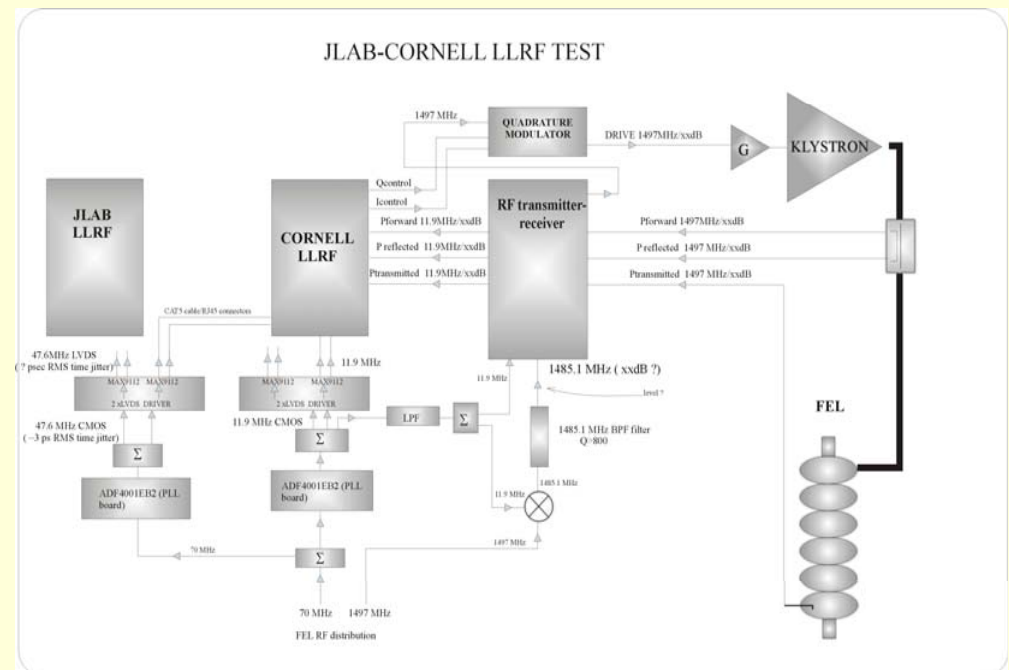 JLAB-CORNELL LLRF TEST
1497 MHz
QUADRATURE
MODULATOR
DRIVE 1497MHz/xxdB
G
KLYSTRON
JLAB
LLRF
CORNELL
LLRF
Qcontrol
Icontrol
RF transmitter-
receiver
Pforward 11.9MHz/xxdB
P reflected 11.9MHz/xxdB
Ptransmitted 11.9MHz/xxdB
Pforward 1497MHz/xxdB
P reflected 1497 MHz/xxdB
Ptransmitted 1497 MHz/xxdB
CAT5 cable/RJ45 connectors
47.6MHz LVDS
(? psec RMS time jitter)
MAX9112 MAX9112
2 xLVDS DRIVER
11.9 MHz
MAX9112 MAX9112
2 xLVDS DRIVER
11.9 MHz
1485.1 MHz ( xxdB ?)
level ?
47.6 MHz CMOS
(~3 ps RMS time jitter)
Σ
11.9 MHz CMOS
Σ
LPF
Σ
1485.1 MHz BPF filter
Q=800
FEL
ADF4001EB2 (PLL
board)
ADF4001EB2 (PLL
board)
1485.1 MHz
11.9 MHz
1497 MHz
70 MHz
Σ
70 MHz
1497 MHz
FEL RF distribution